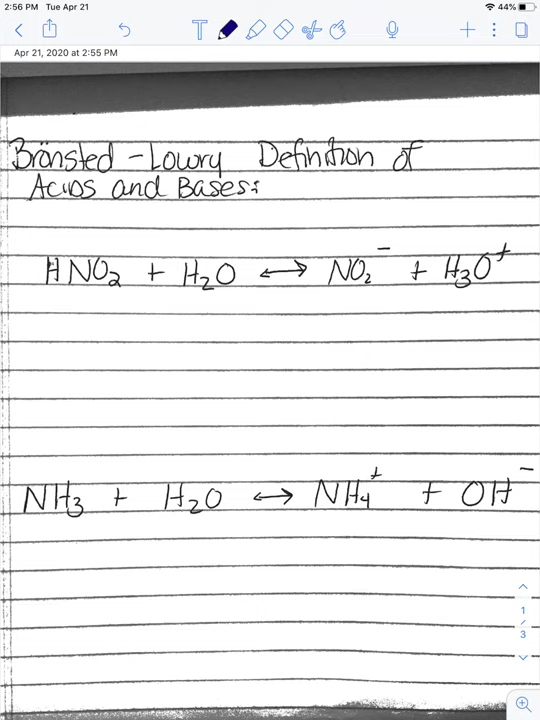 2:56 PM Tue Apr 21
44%
Apr 21, 2020 at 2:55 PM
Brönsted - Lowry Definition of
Acids and Bases:
HNO₂ + H₂O ⟷ NO₂⁻ + H₃O⁺
NH₃ + H₂O ⟷ NH₄⁺ + OH⁻
1
/
3